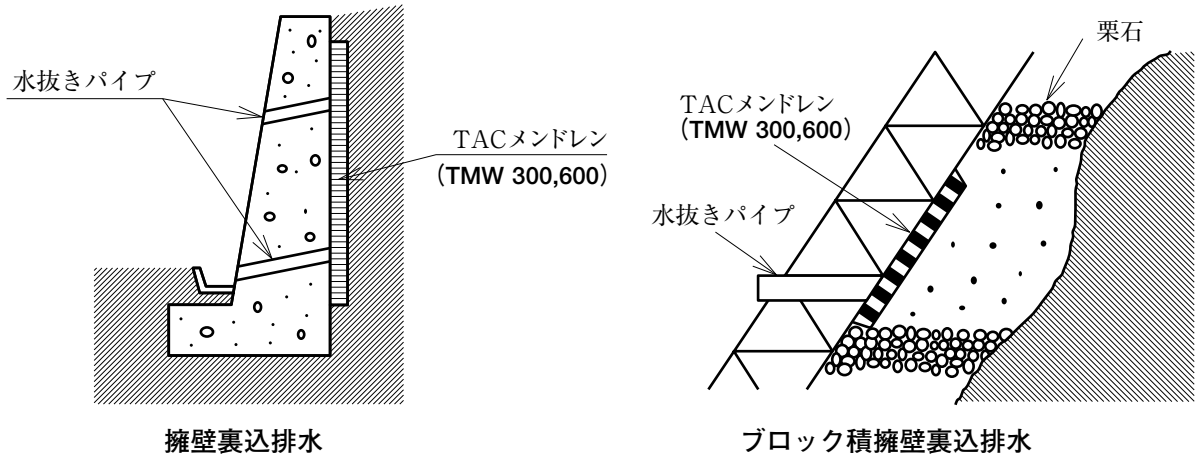 水抜きパイプ
TACメンドレン
(TMW 300,600)
擁壁裏込排水
栗石
TACメンドレン
(TMW 300,600)
水抜きパイプ
ブロック積擁壁裏込排水